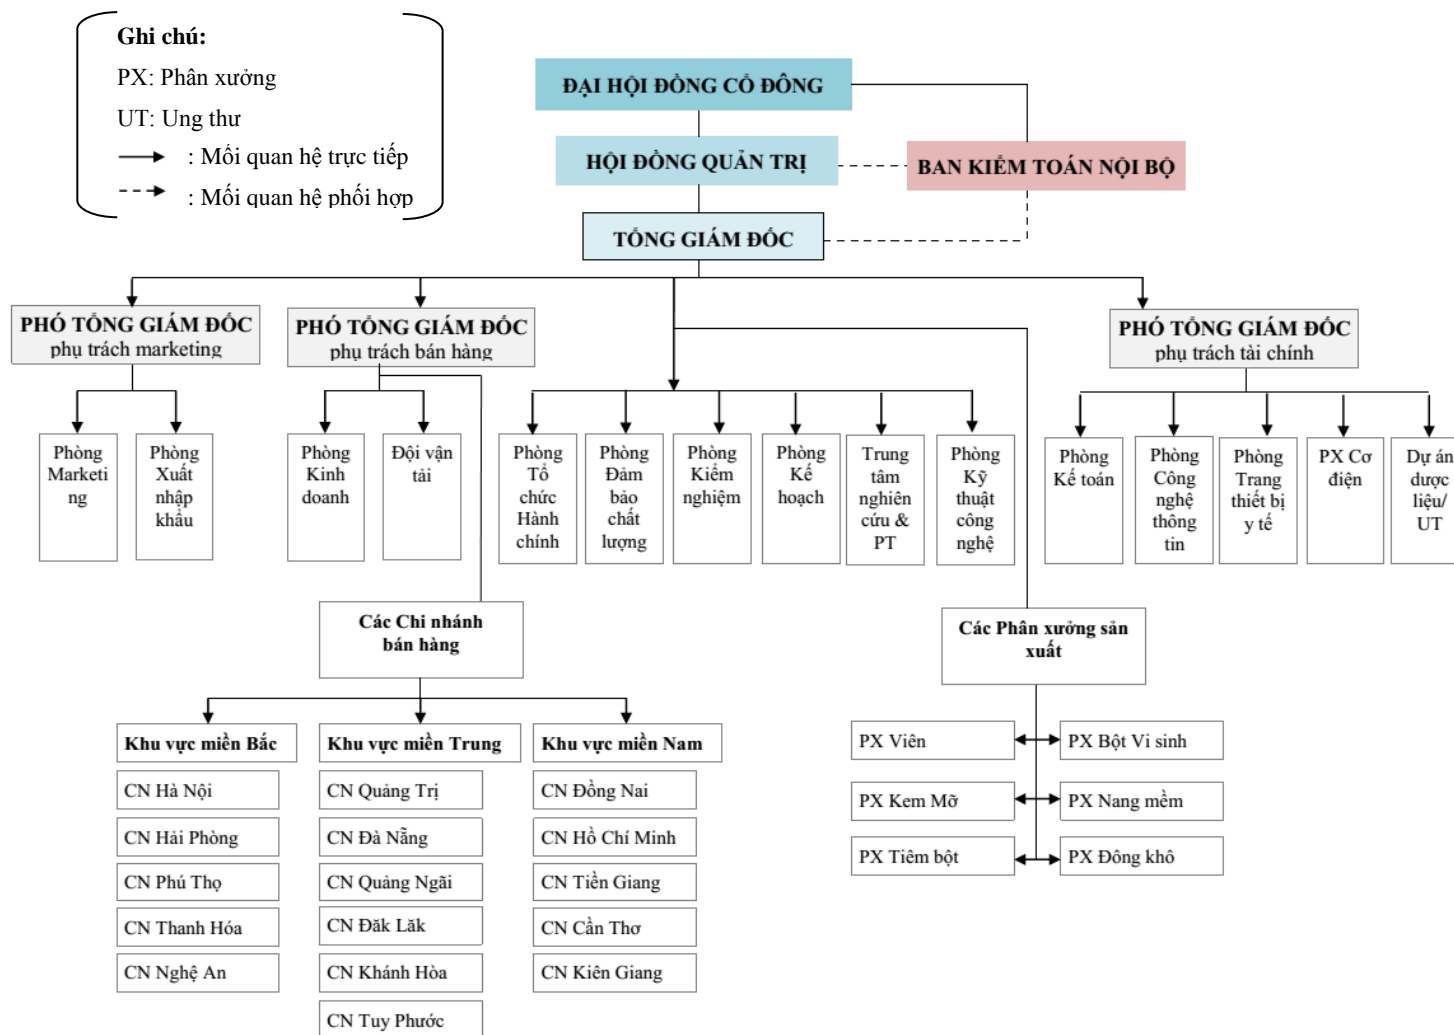 Ghi chú:
PX: Phân xưởng
UT: Ung thư
: Mối quan hệ trực tiếp
: Mối quan hệ phối hợp
ĐẠI HỘI ĐỒNG CỔ ĐÔNG
HỘI ĐỒNG QUẢN TRỊ
BAN KIỂM TOÁN NỘI BỘ
TỔNG GIÁM ĐỐC
PHÓ TỔNG GIÁM ĐỐC
phụ trách marketing
PHÓ TỔNG GIÁM ĐỐC
phụ trách bán hàng
PHÓ TỔNG GIÁM ĐỐC
phụ trách tài chính
Phòng
Marketi
ng
Phòng
Xuất
nhập
khẩu
Phòng
Kinh
doanh
Đội vận
tải
Phòng
Tổ
chức
Hành
chính
Phòng
Đảm
bảo
chất
lượng
Phòng
Kiểm
nghiệm
Phòng
Kế
hoạch
Trung
tâm
nghiên
cứu &
PT
Phòng
Kỹ
thuật
công
nghệ
Phòng
Kế toán
Phòng
Công
nghệ
thông
tin
Phòng
Trang
thiết bị
y tế
PX Cơ
điện
Dự án
dược
liệu/
UT
Các Chi nhánh
bán hàng
Các Phân xưởng sản
xuất
Khu vực miền Bắc
CN Hà Nội
CN Hải Phòng
CN Phú Thọ
CN Thanh Hóa
CN Nghệ An
Khu vực miền Trung
CN Quảng Trị
CN Đà Nẵng
CN Quảng Ngãi
CN Đăk Lăk
CN Khánh Hòa
CN Tuy Phước
Khu vực miền Nam
CN Đồng Nai
CN Hồ Chí Minh
CN Tiền Giang
CN Cần Thơ
CN Kiên Giang
PX Viên
PX Bột Vi sinh
PX Kem Mỡ
PX Nang mềm
PX Tiêm bột
PX Đông khô